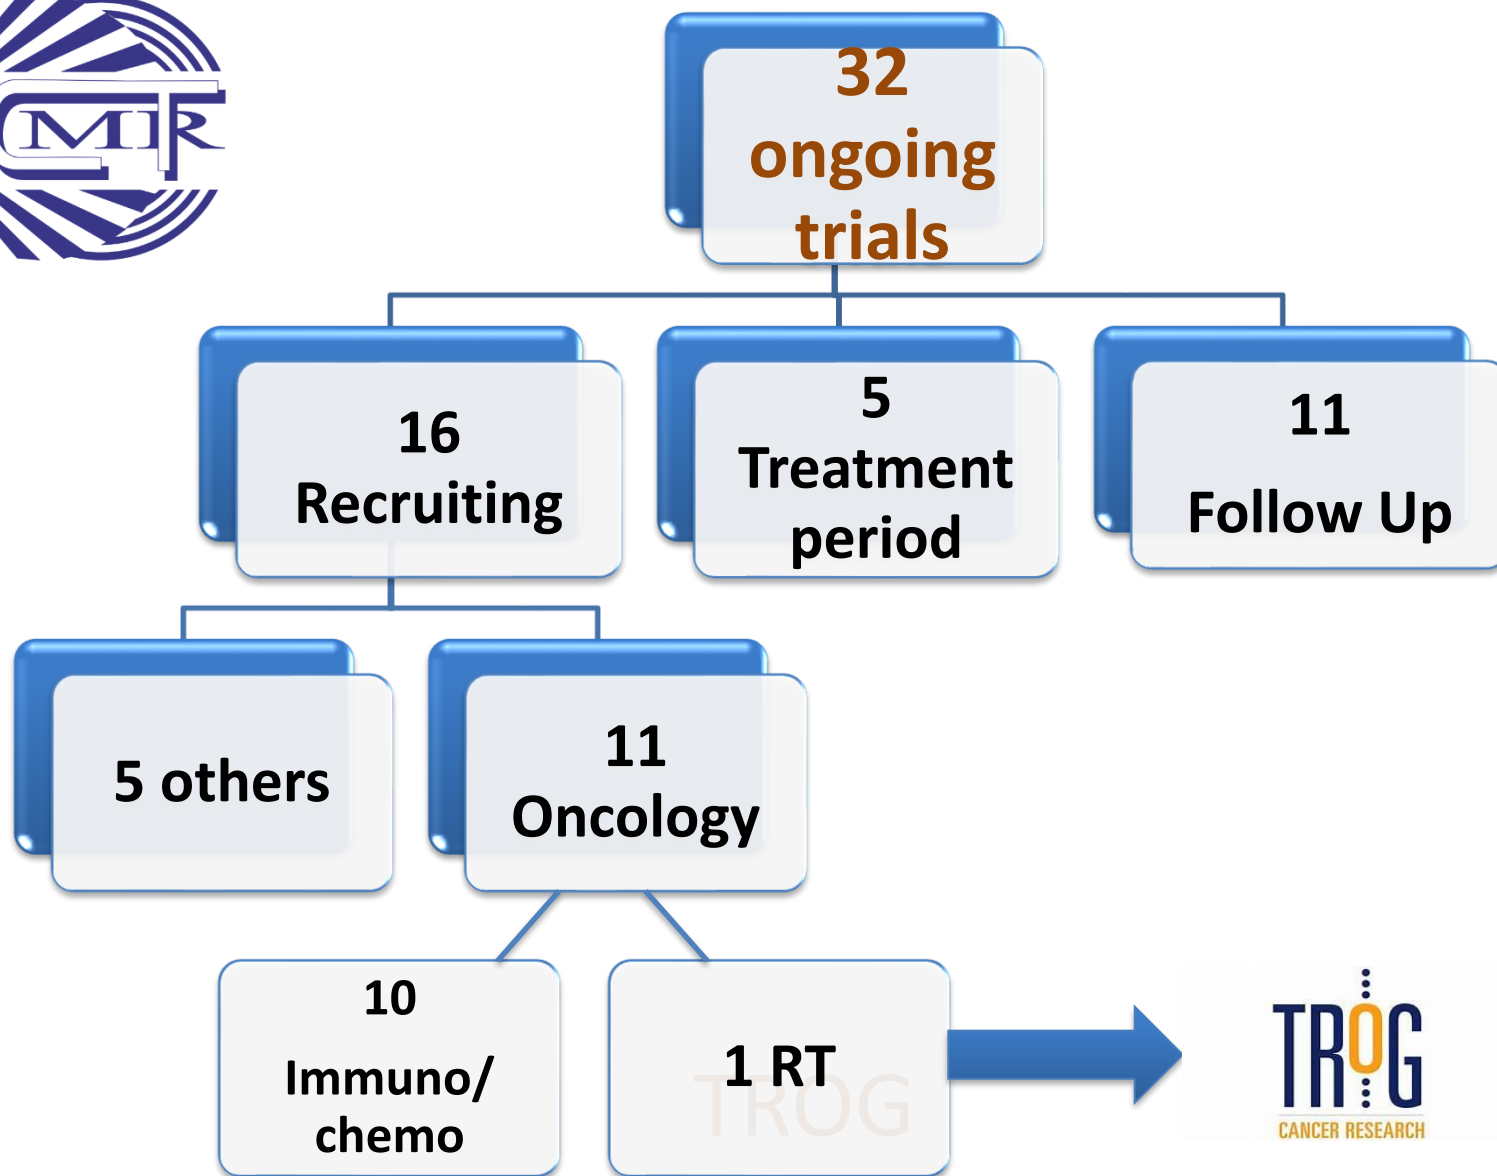 CMTR
32
ongoing
trials
16
Recruiting
5
Treatment
period
11
Follow Up
5 others
11
Oncology
10
Immuno/
chemo
1 RT
TROG
TROG
CANCER RESEARCH